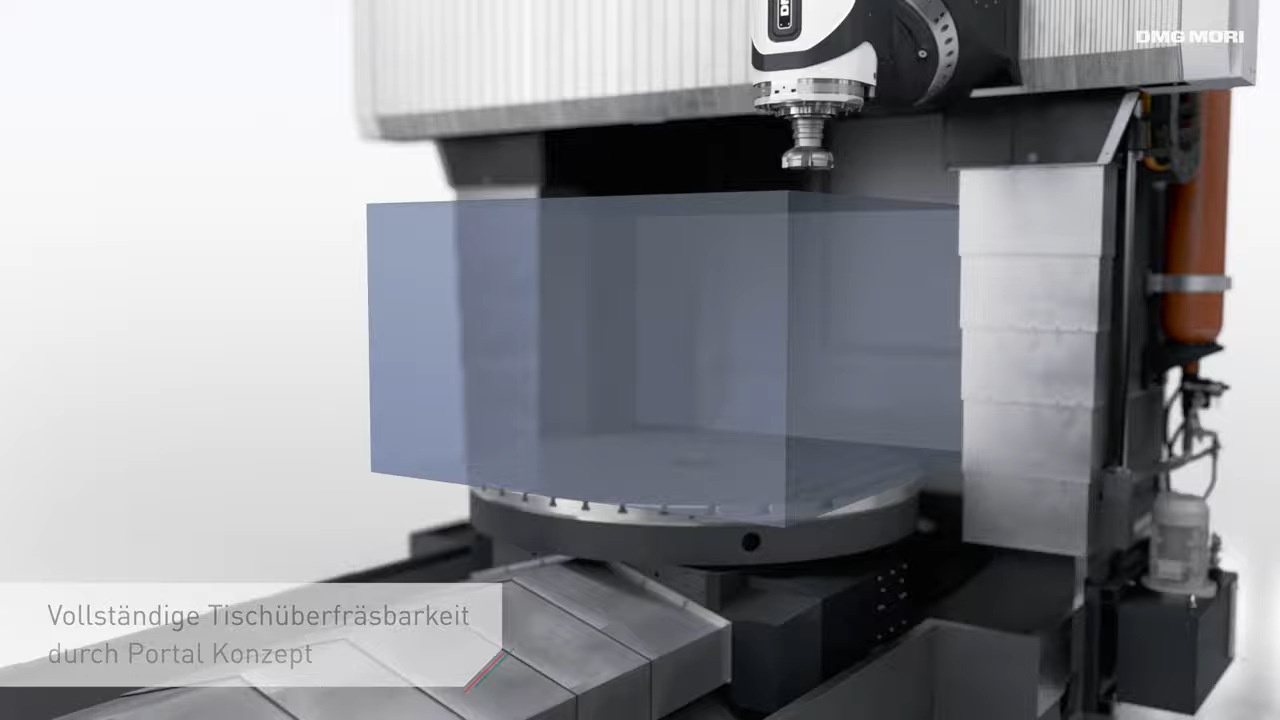 DMG MORI
Vollständige Tischüberfräsbarkeit
durch Portal Konzept